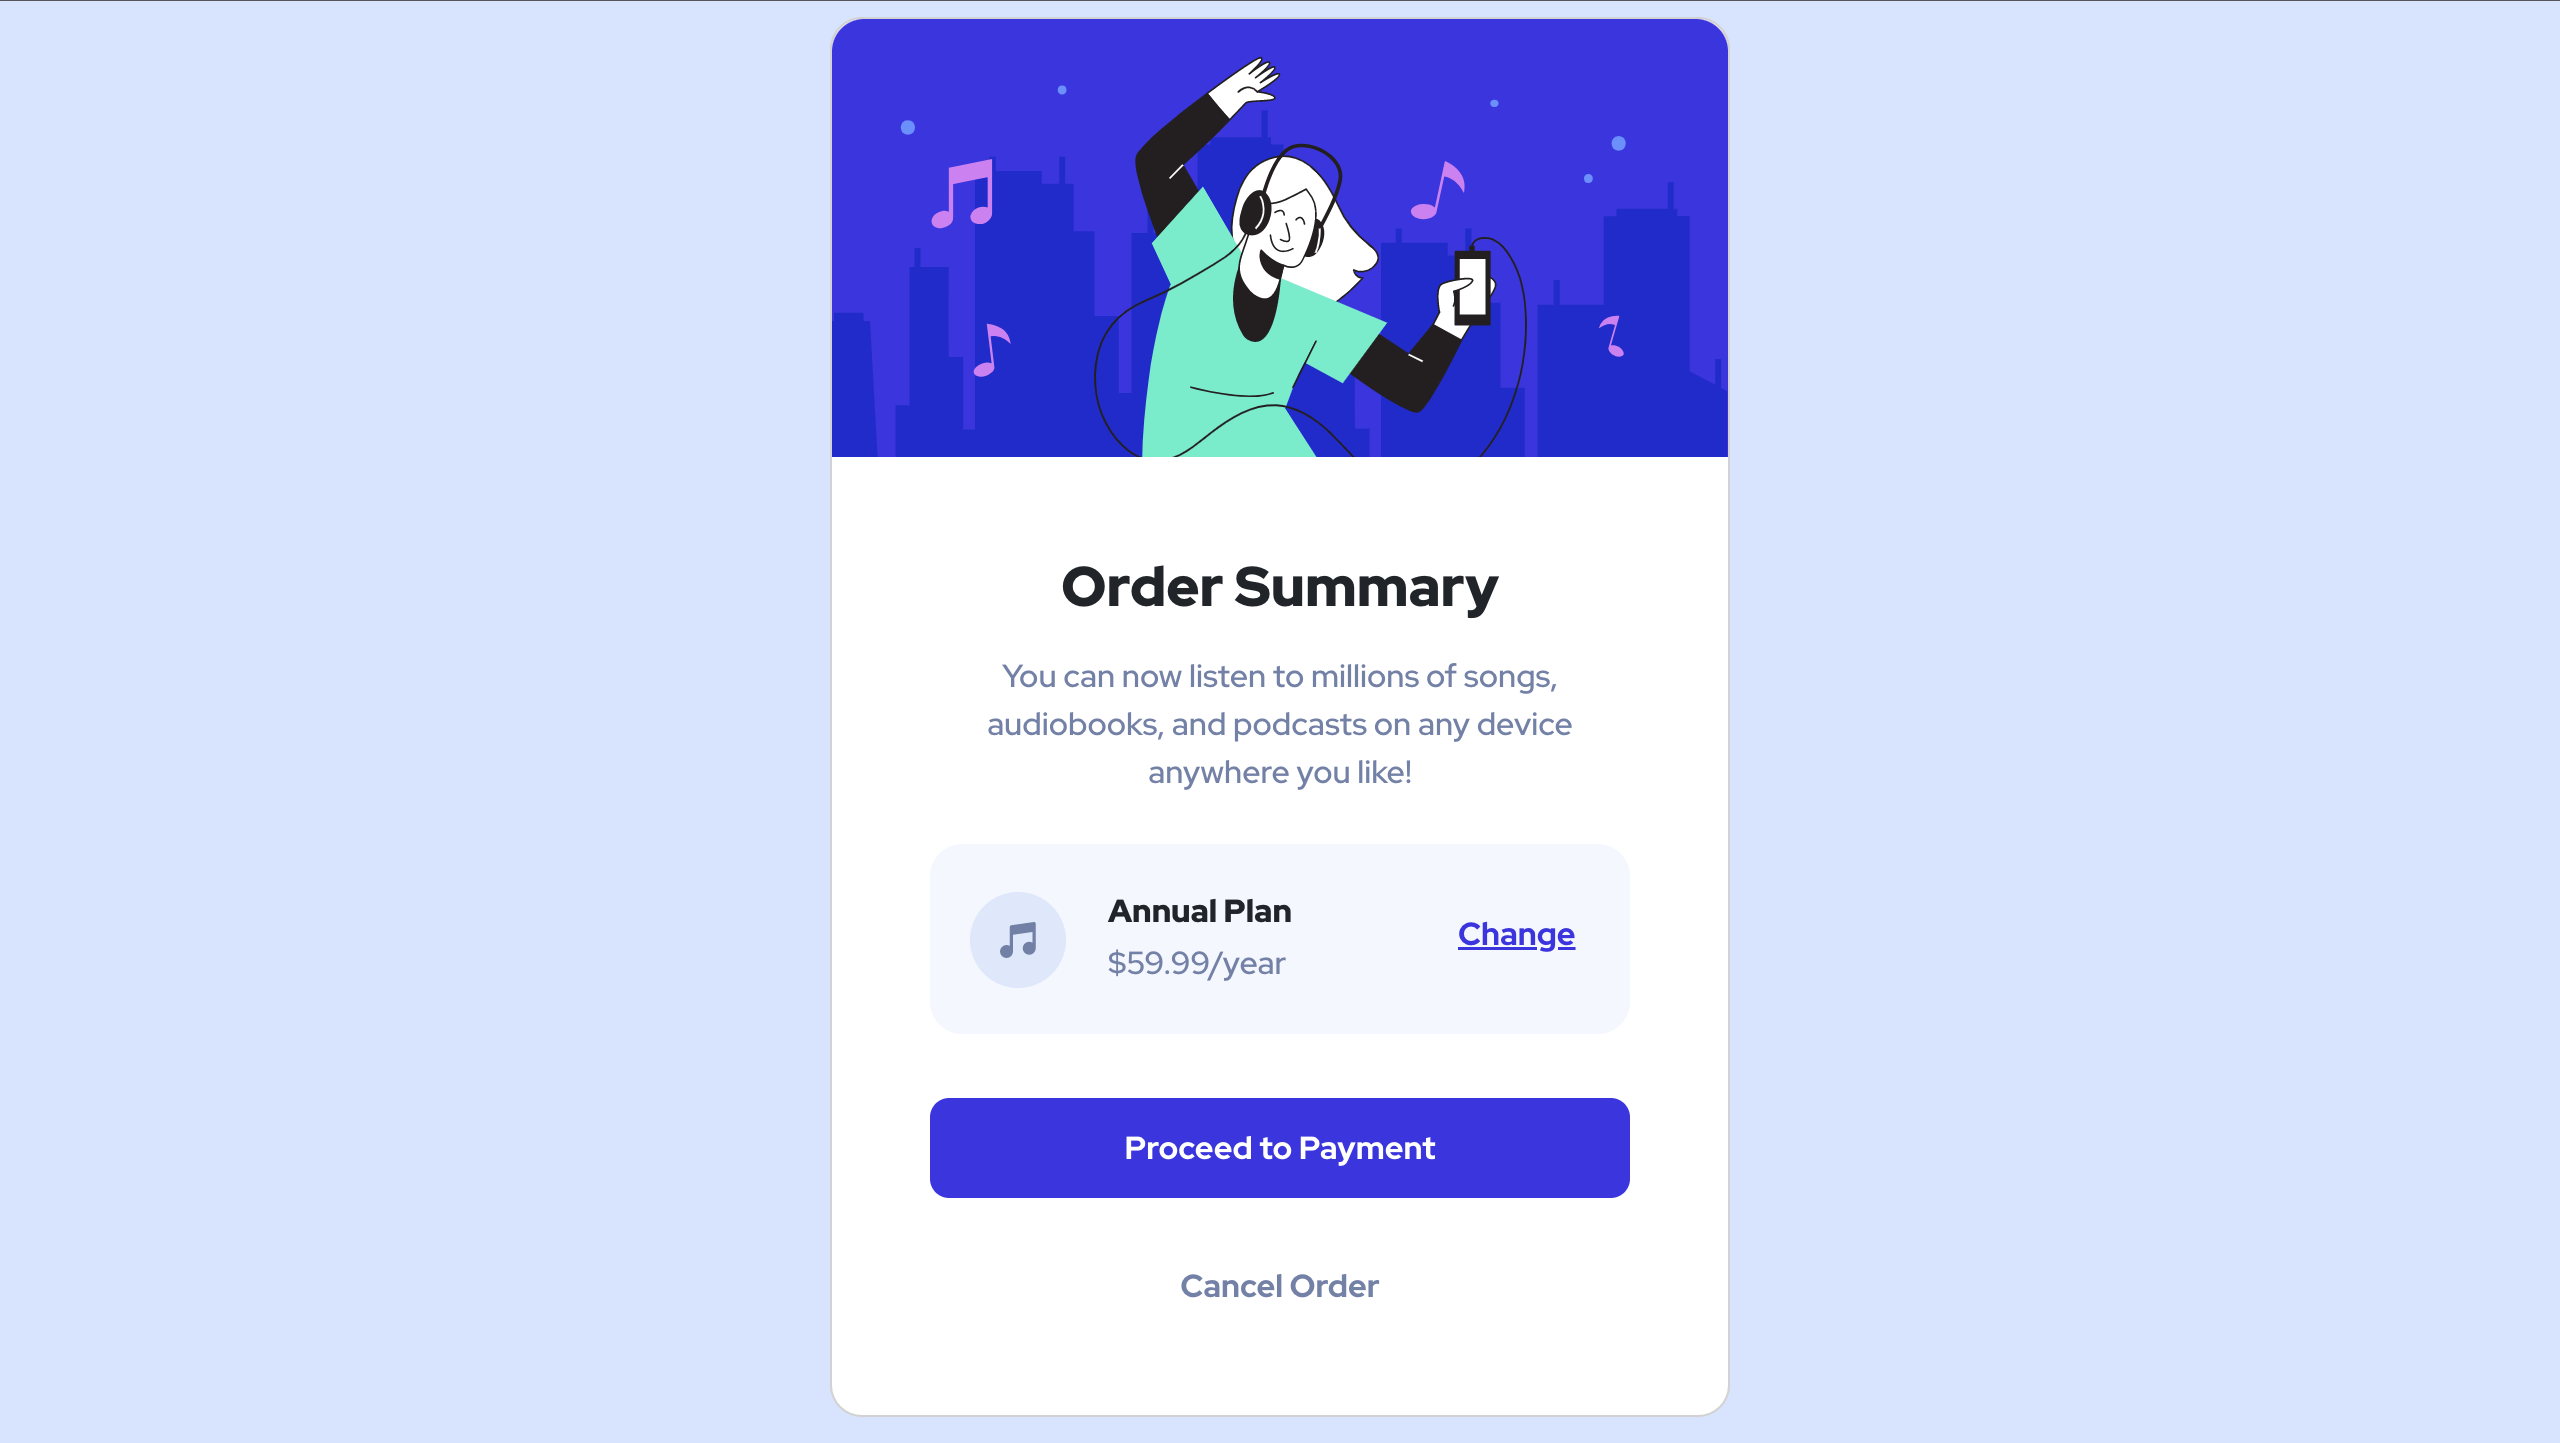 Order Summary
You can now listen to millions of songs,
audiobooks, and podcasts on any device
anywhere you like!
Annual Plan
$59.99/year
Change
Proceed to Payment
Cancel Order